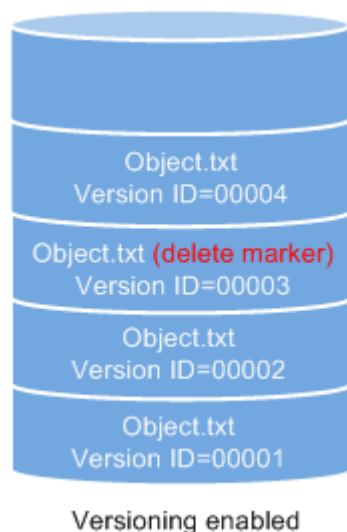 Object.txt
Version ID=00004
Object.txt (delete marker)
Version ID=00003
Object.txt
Version ID=00002
Object.txt
Version ID=00001
Versioning enabled